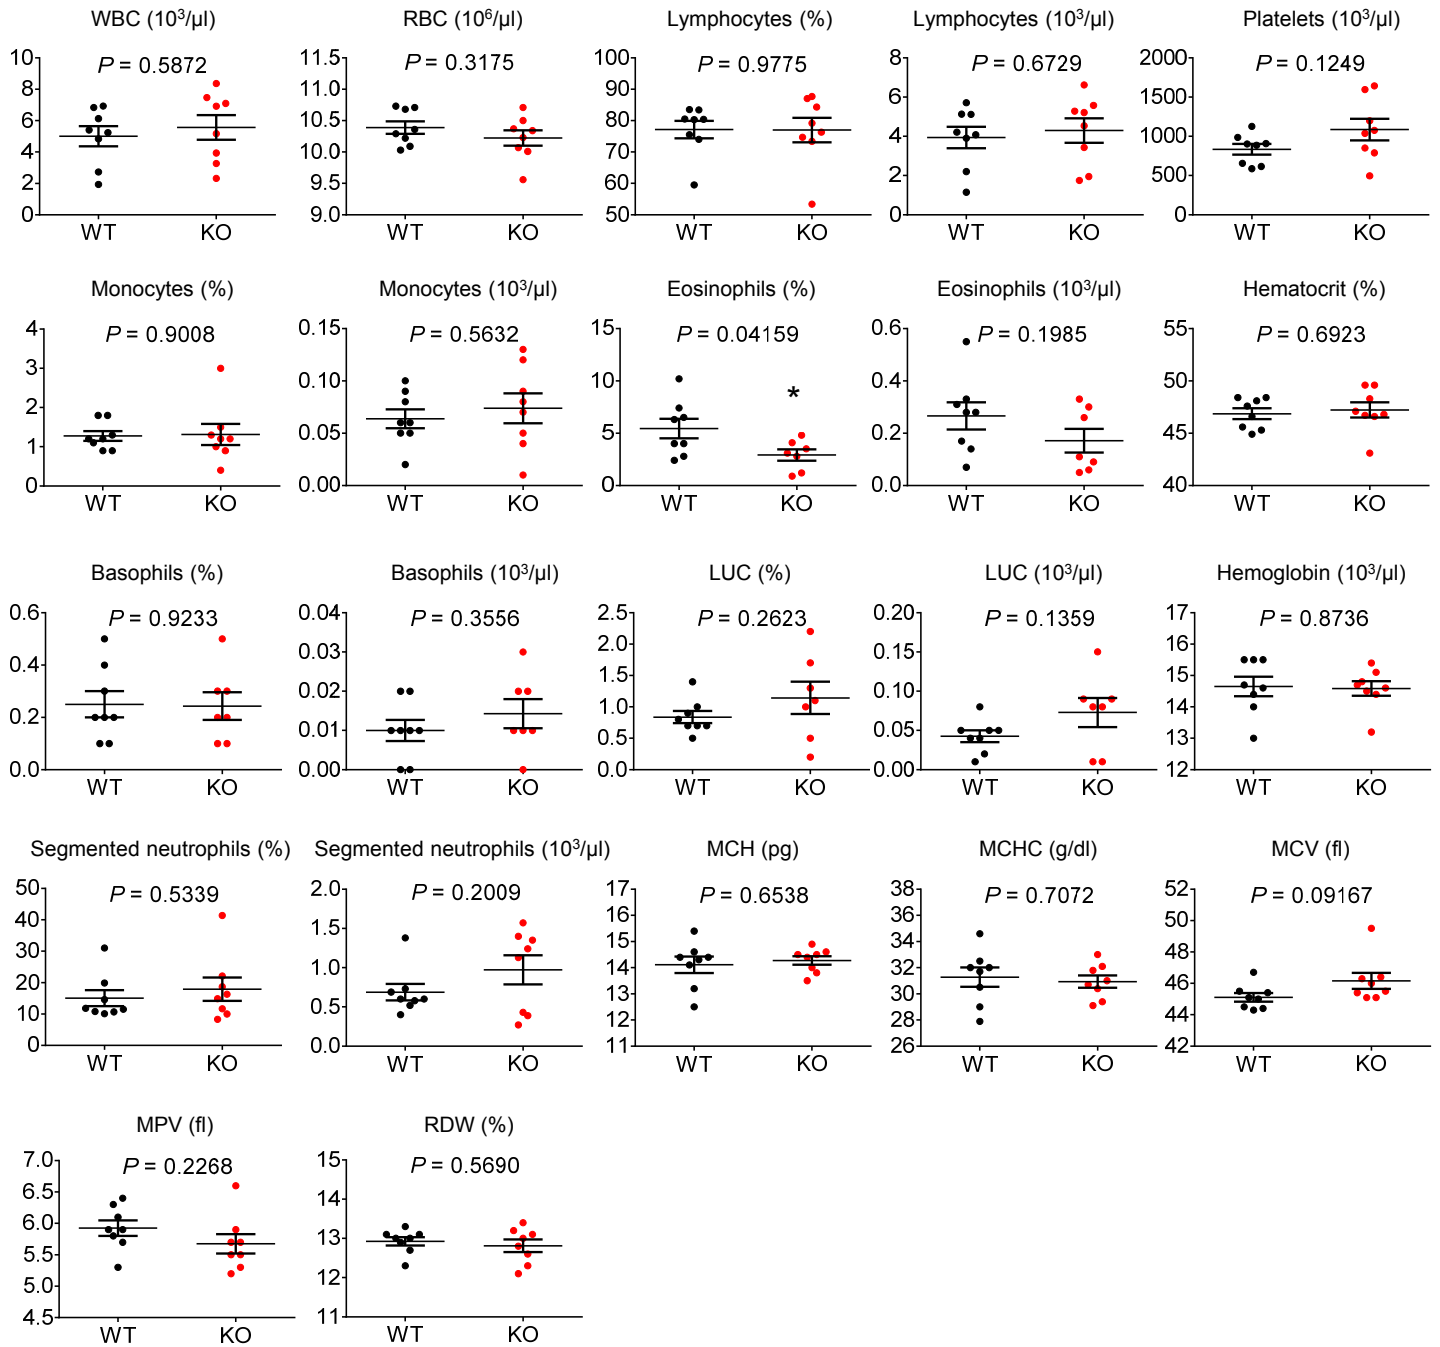 WBC (10³/µl) RBC (10⁶/µl) Lymphocytes (%) Lymphocytes (10³/µl) Platelets (10³/µl)
P = 0.5872 P = 0.3175 P = 0.9775 P = 0.6729 P = 0.1249
10 11.5 100 8 2000
8 11.0 90 6 1500
6 10.5 80 4 1000
4 10.0 70 2 500
2 9.5 60
0 9.0 50 0 0
WT KO WT KO WT KO WT KO WT KO
Monocytes (%) Monocytes (10³/µl) Eosinophils (%) Eosinophils (10³/µl) Hematocrit (%)
P = 0.9008 P = 0.5632 P = 0.04159 P = 0.1985 P = 0.6923
4 0.15 15 0.6 55
3 0.10 10 0.4 50
*
2 0.05 5 0.2 45
1
0 0.00 0 0.0 40
WT KO WT KO WT KO WT KO WT KO
Basophils (%) Basophils (10³/µl) LUC (%) LUC (10³/µl) Hemoglobin (10³/µl)
P = 0.9233 P = 0.3556 P = 0.2623 P = 0.1359 P = 0.8736
0.6 0.04 2.5 0.20 17
0.4 0.03 2.0 0.15 16
0.2 0.02 1.5 0.10 15
0.01 1.0 0.05 14
0.5 13
0.0 0.00 0.0 0.00 12
WT KO WT KO WT KO WT KO WT KO
Segmented neutrophils (%) Segmented neutrophils (10³/µl) MCH (pg) MCHC (g/dl) MCV (fl)
P = 0.5339 P = 0.2009 P = 0.6538 P = 0.7072 P = 0.09167
50 2.0 17 38 52
40 1.5 16 36 50
30 1.0 15 34 48
20 0.5 14 32 46
10 13 30 44
12 28
0 0.0 11 26 42
WT KO WT KO WT KO WT KO WT KO
MPV (fl) RDW (%)
P = 0.2268 P = 0.5690
7.0 15
6.5 14
6.0 13
5.5 12
5.0
4.5 11
WT KO WT KO